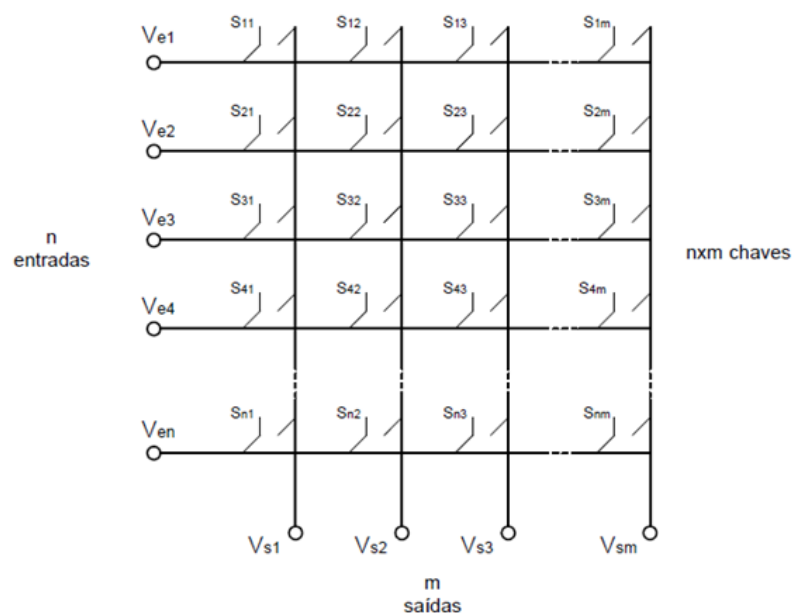 S11 S12 S13 S1m
Ve1
S21 S22 S23 S2m
Ve2
S31 S32 S33 S3m
Ve3
n
entradas
nxm chaves
S41 S42 S43 S4m
Ve4
Sn1 Sn2 Sn3 Snm
Ven
Vs1 Vs2 Vs3 Vsm
m
saídas